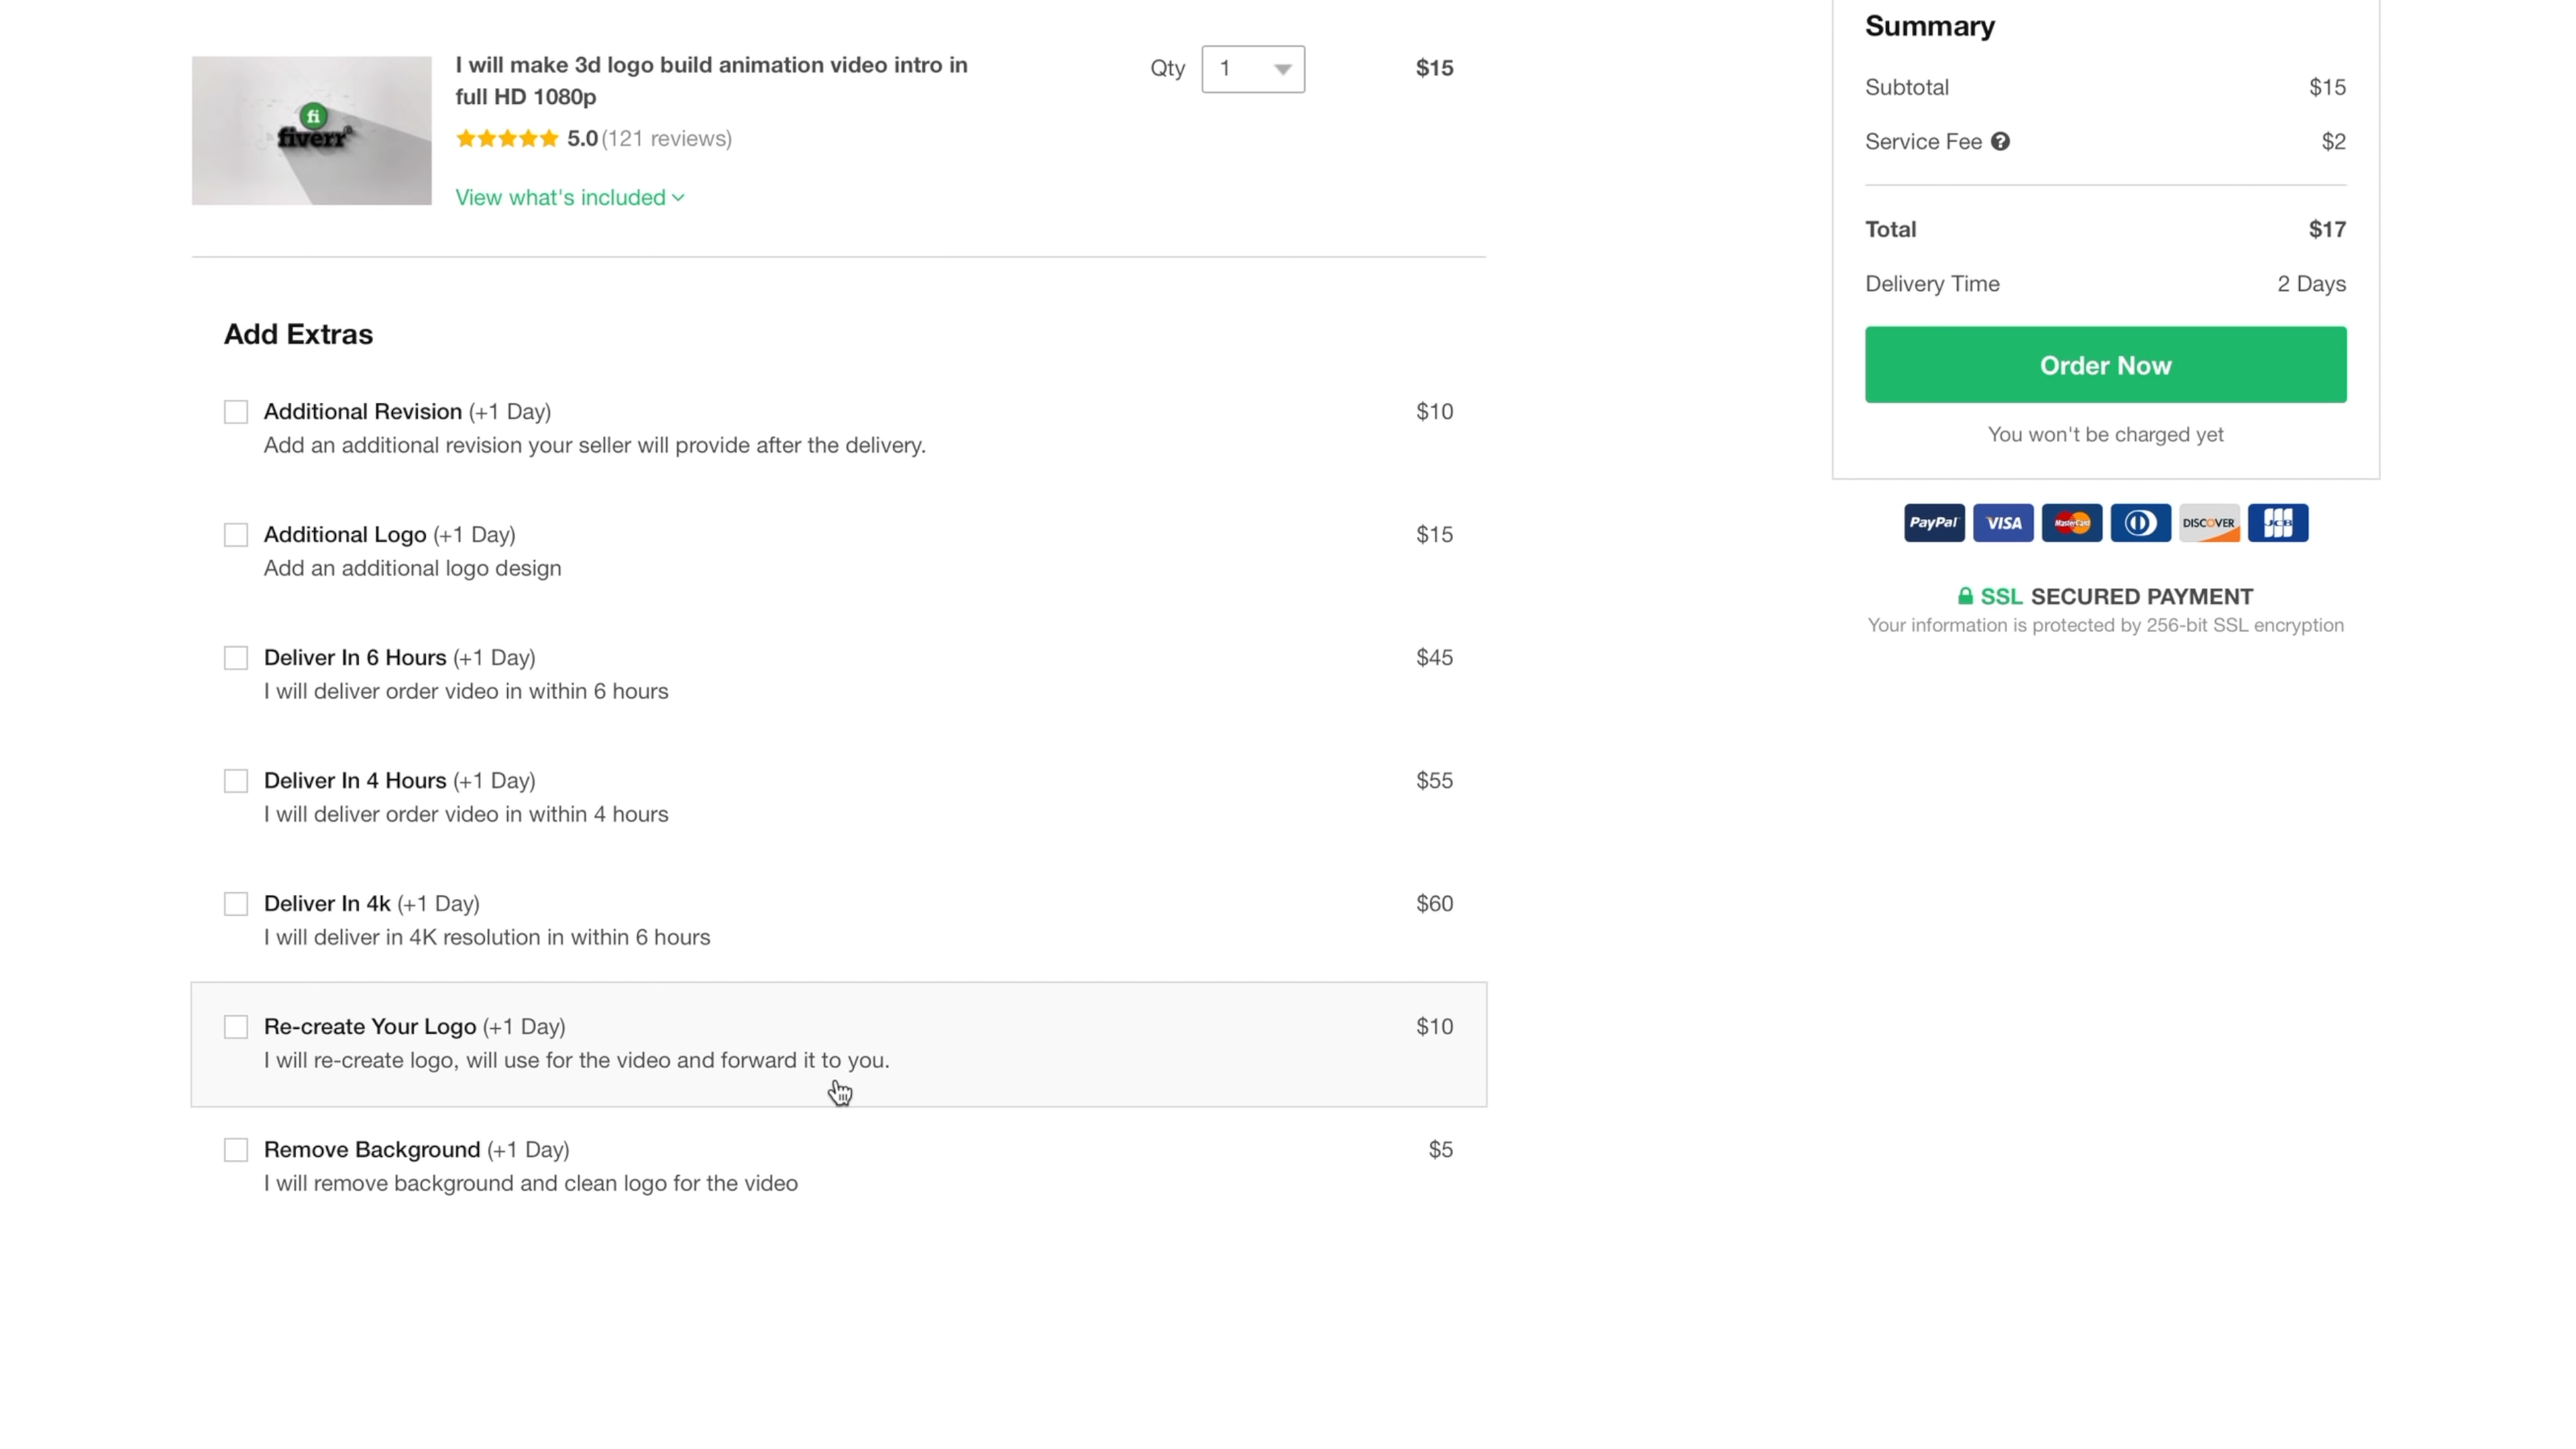 I will make 3d logo build animation video intro in
full HD 1080p
5.0 (121 reviews)
View what's included
Qty 1 $15
fi
fiverr®
Add Extras
Additional Revision (+1 Day) $10
Add an additional revision your seller will provide after the delivery.
Additional Logo (+1 Day) $15
Add an additional logo design
Deliver In 6 Hours (+1 Day) $45
I will deliver order video in within 6 hours
Deliver In 4 Hours (+1 Day) $55
I will deliver order video in within 4 hours
Deliver In 4k (+1 Day) $60
I will deliver in 4K resolution in within 6 hours
Re-create Your Logo (+1 Day) $10
I will re-create logo, will use for the video and forward it to you.
Remove Background (+1 Day) $5
I will remove background and clean logo for the video
Summary
Subtotal $15
Service Fee ? $2
Total $17
Delivery Time 2 Days
Order Now
You won't be charged yet
PayPal VISA MasterCard DISCOVER JCB
SSL SECURED PAYMENT
Your information is protected by 256-bit SSL encryption